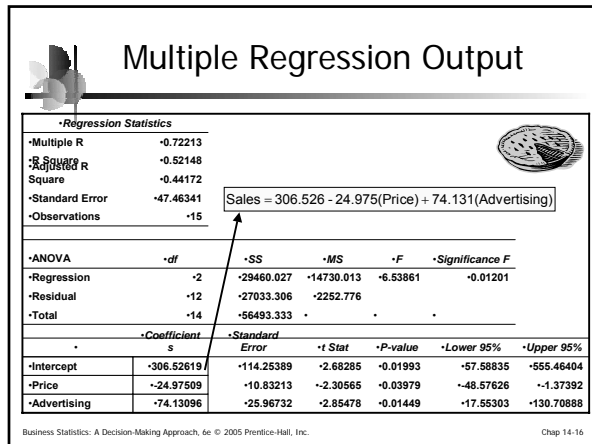 Multiple Regression Output
•Regression Statistics
•Multiple R •0.72213
•R Square •0.52148
•Adjusted R
Square •0.44172
•Standard Error •47.46341
•Observations •15
Sales = 306.526 - 24.975(Price) + 74.131(Advertising)
•ANOVA •df •SS •MS •F •Significance F
•Regression •2 •29460.027 •14730.013 •6.53861 •0.01201
•Residual •12 •27033.306 •2252.776
•Total •14 •56493.333 • • •
• •Coefficient
s •Standard
Error •t Stat •P-value •Lower 95% •Upper 95%
•Intercept •306.52619 •114.25389 •2.68285 •0.01993 •57.58835 •555.46404
•Price •-24.97509 •10.83213 •-2.30565 •0.03979 •-48.57626 •-1.37392
•Advertising •74.13096 •25.96732 •2.85478 •0.01449 •17.55303 •130.70888
Business Statistics: A Decision-Making Approach, 6e © 2005 Prentice-Hall, Inc. Chap 14-16